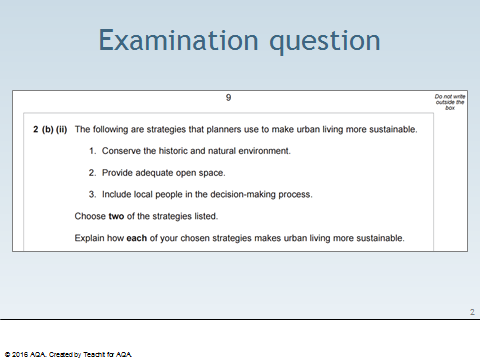 Examination question
9
Do not write
outside the
box
2 (b) (ii) The following are strategies that planners use to make urban living more sustainable.
1. Conserve the historic and natural environment.
2. Provide adequate open space.
3. Include local people in the decision-making process.
Choose two of the strategies listed.
Explain how each of your chosen strategies makes urban living more sustainable.
2
© 2016 AQA. Created by Teachit for AQA.